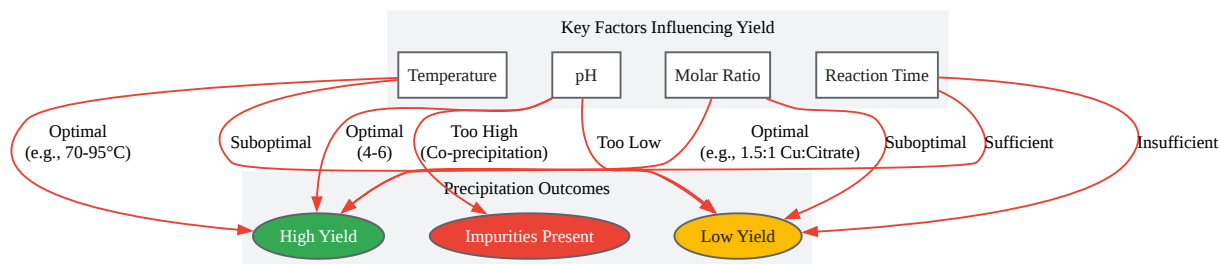 Key Factors Influencing Yield
Temperature
pH
Molar Ratio
Reaction Time
Optimal
(e.g., 70-95°C)
Suboptimal
Optimal
(4-6)
Too High
(Co-precipitation)
Too Low
Optimal
(e.g., 1.5:1 Cu:Citrate)
Suboptimal
Sufficient
Insufficient
Precipitation Outcomes
High Yield
Impurities Present
Low Yield